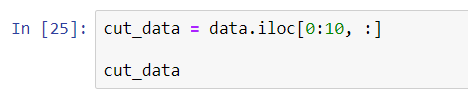 In [25]: cut_data = data.iloc[0:10, :]
cut_data